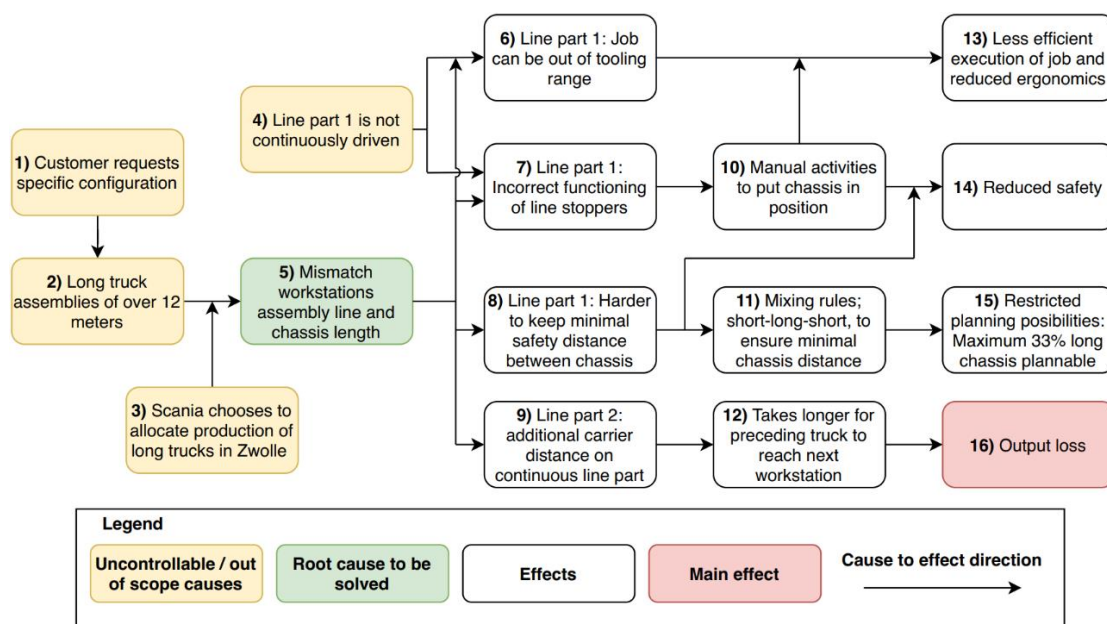 1) Customer requests
specific configuration
2) Long truck
assemblies of over 12
meters
3) Scania chooses to
allocate production of
long trucks in Zwolle
4) Line part 1 is not
continuously driven
5) Mismatch
workstations
assembly line and
chassis length
6) Line part 1: Job
can be out of tooling
range
7) Line part 1:
Incorrect functioning
of line stoppers
8) Line part 1: Harder
to keep minimal
safety distance
between chassis
9) Line part 2:
additional carrier
distance on
continuous line part
10) Manual activities
to put chassis in
position
11) Mixing rules;
short-long-short, to
ensure minimal
chassis distance
12) Takes longer for
preceding truck to
reach next
workstation
13) Less efficient
execution of job and
reduced ergonomics
14) Reduced safety
15) Restricted
planning posibilities:
Maximum 33% long
chassis plannable
16) Output loss
Legend
Uncontrollable / out
of scope causes
Root cause to be
solved
Effects
Main effect
Cause to effect direction